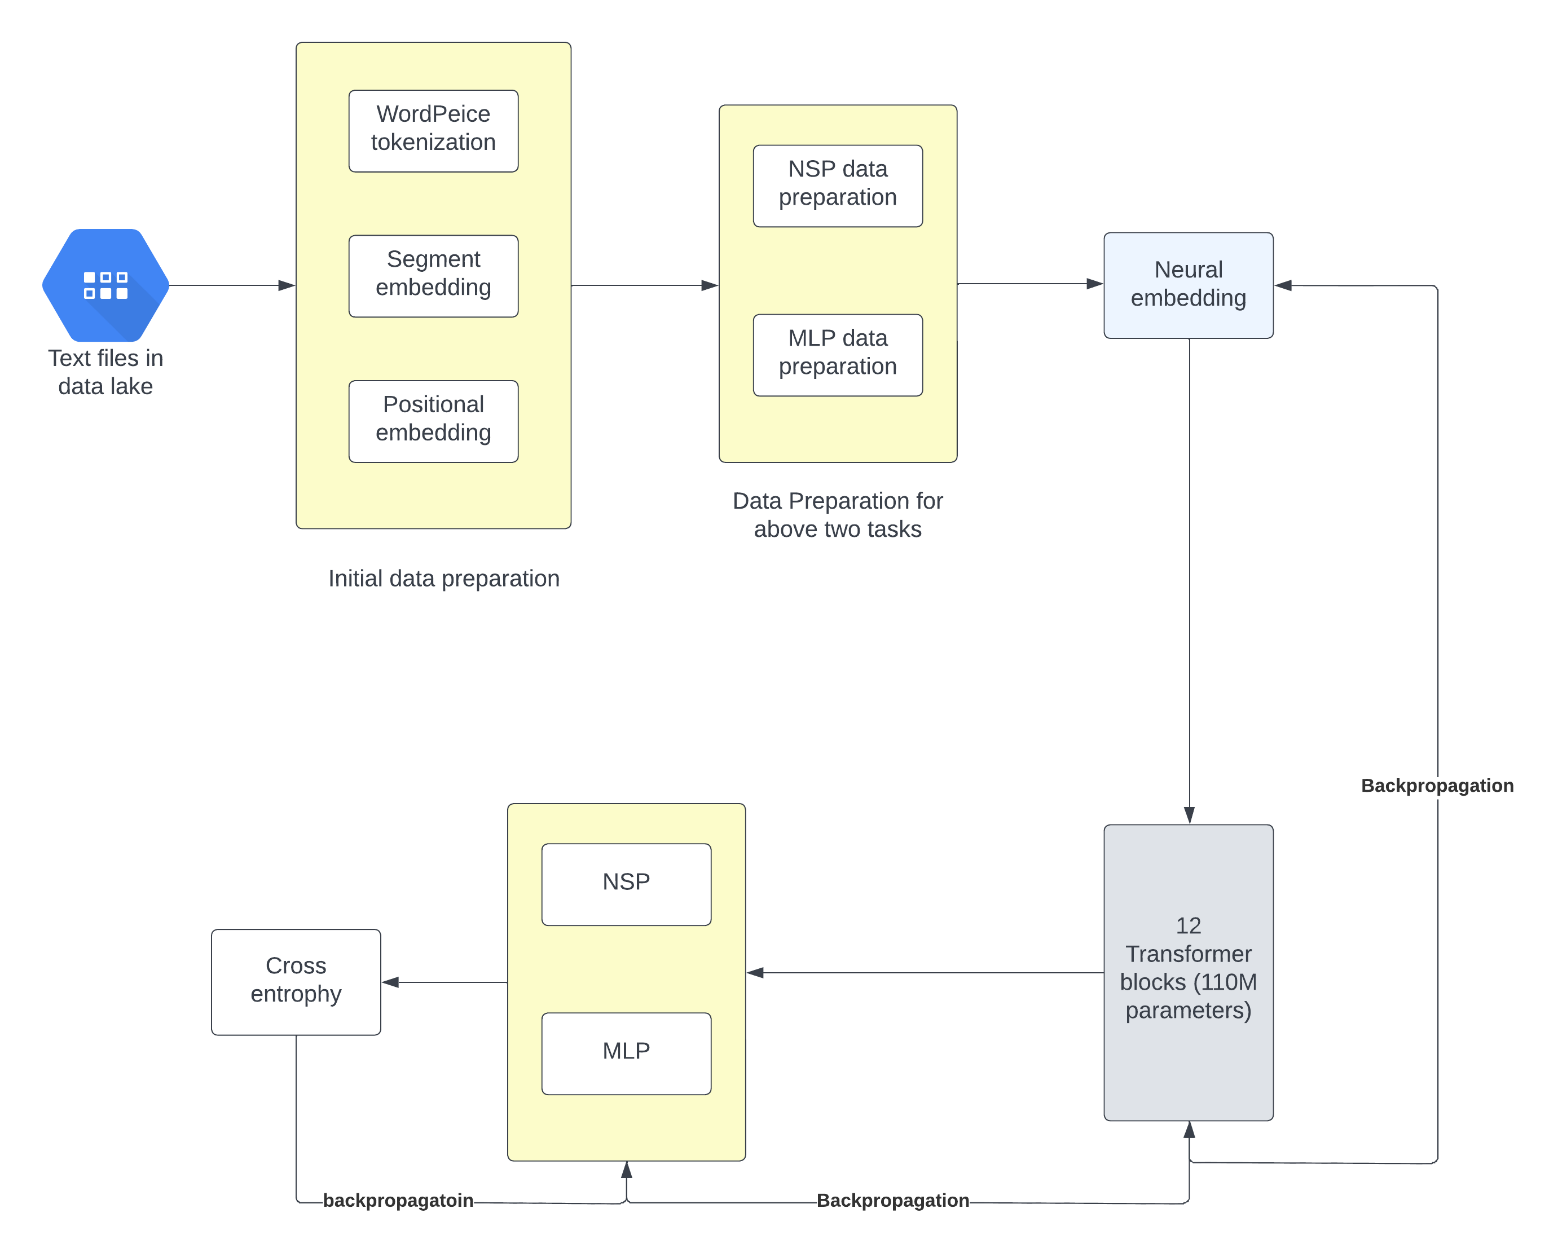 WordPeice
tokenization
Segment
embedding
Positional
embedding
Text files in
data lake
Initial data preparation
NSP data
preparation
MLP data
preparation
Data Preparation for
above two tasks
Neural
embedding
Backpropagation
12
Transformer
blocks (110M
parameters)
NSP
MLP
Cross
entrophy
backpropagatoin
Backpropagation